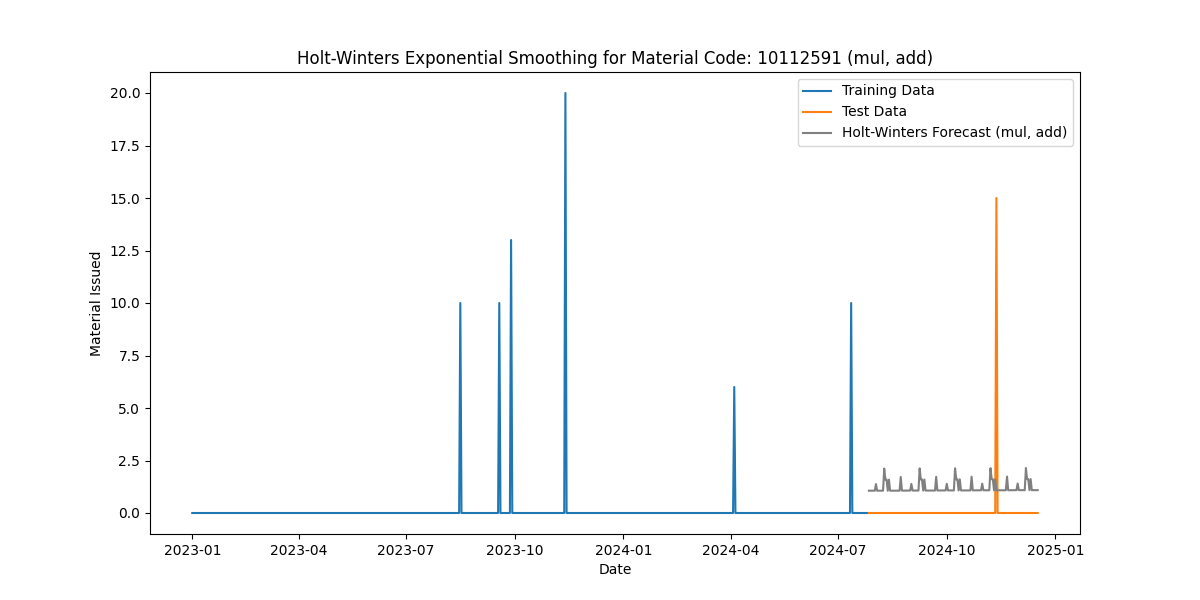 Holt-Winters Exponential Smoothing for Material Code: 10112591 (mul, add)
Training Data
Test Data
Holt-Winters Forecast (mul, add)
Material Issued
20.0
17.5
15.0
12.5
10.0
7.5
5.0
2.5
0.0
2023-01 2023-04 2023-07 2023-10 2024-01 2024-04 2024-07 2024-10 2025-01
Date